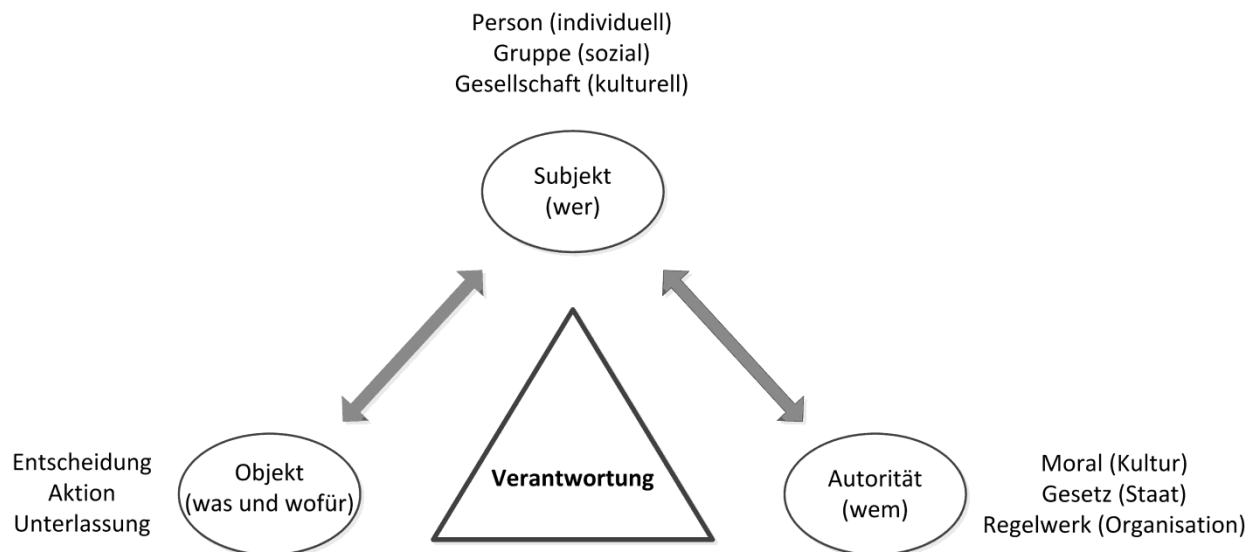 Person (individuell)
Gruppe (sozial)
Gesellschaft (kulturell)
Subjekt
(wer)
Entscheidung
Aktion
Unterlassung
Objekt
(was und wofür)
Verantwortung
Autorität
(wem)
Moral (Kultur)
Gesetz (Staat)
Regelwerk (Organisation)